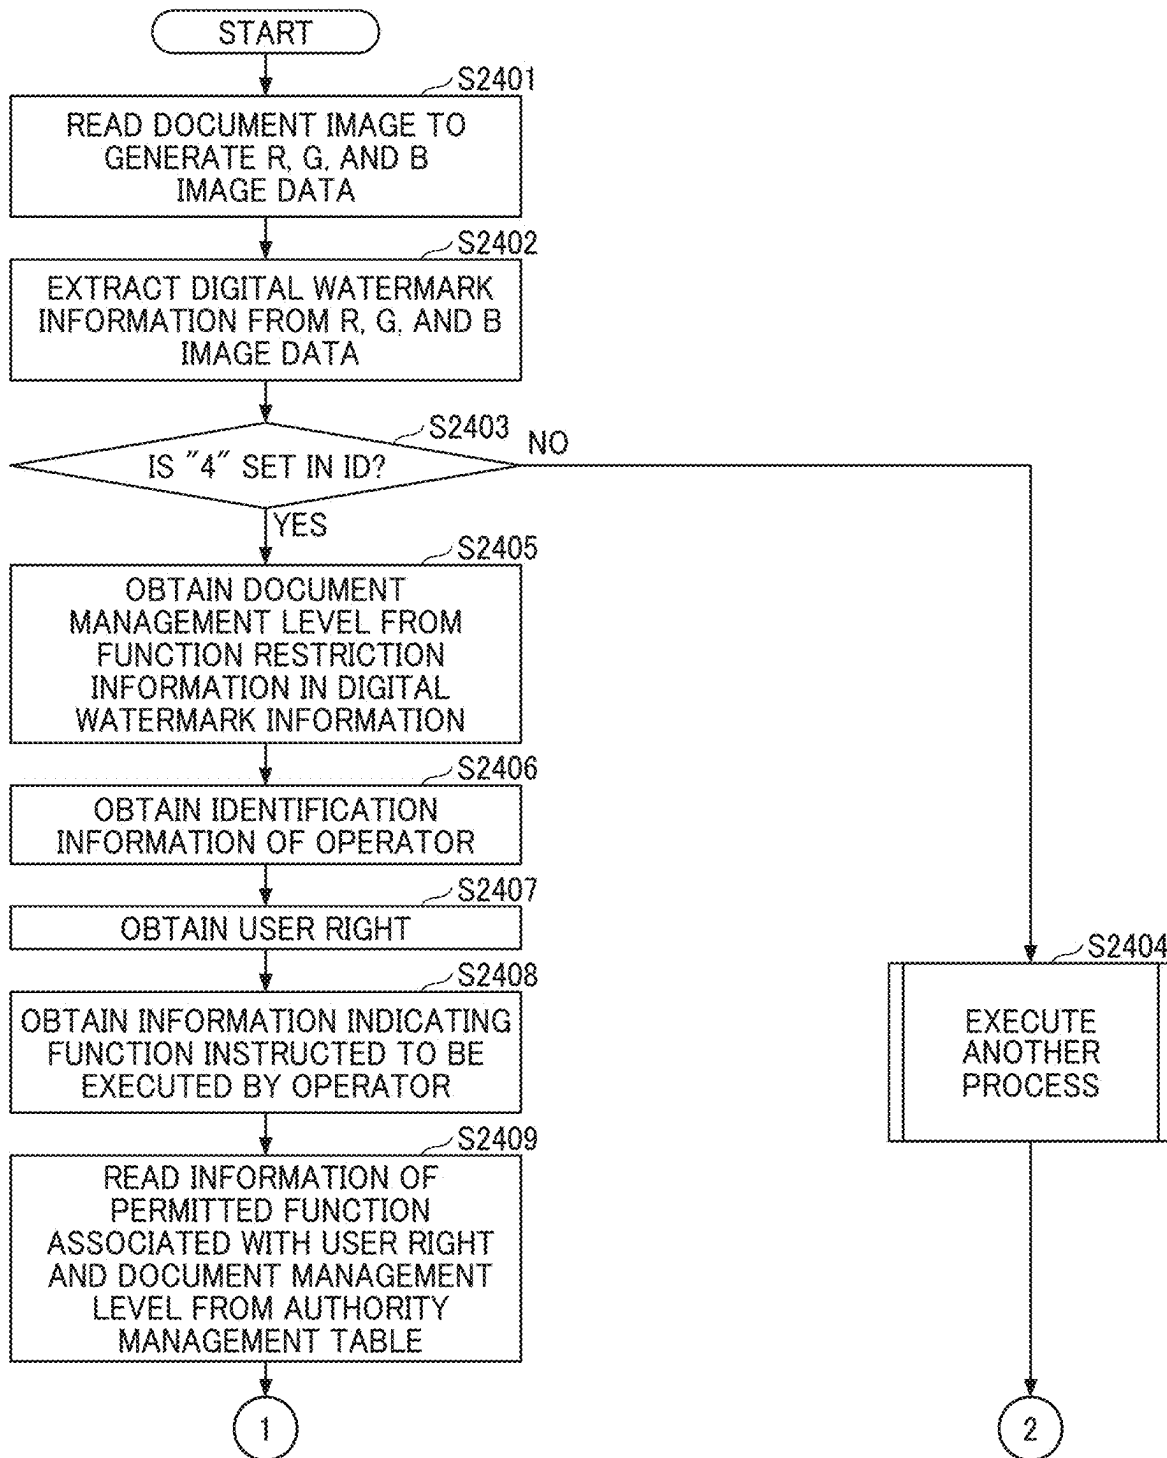 START
S2401
READ DOCUMENT IMAGE TO
GENERATE R, G, AND B
IMAGE DATA
S2402
EXTRACT DIGITAL WATERMARK
INFORMATION FROM R, G, AND B
IMAGE DATA
S2403
IS "4" SET IN ID?
NO
YES
S2405
OBTAIN DOCUMENT
MANAGEMENT LEVEL FROM
FUNCTION RESTRICTION
INFORMATION IN DIGITAL
WATERMARK INFORMATION
S2406
OBTAIN IDENTIFICATION
INFORMATION OF OPERATOR
S2407
OBTAIN USER RIGHT
S2408
OBTAIN INFORMATION INDICATING
FUNCTION INSTRUCTED TO BE
EXECUTED BY OPERATOR
S2409
READ INFORMATION OF
PERMITTED FUNCTION
ASSOCIATED WITH USER RIGHT
AND DOCUMENT MANAGEMENT
LEVEL FROM AUTHORITY
MANAGEMENT TABLE
1
S2404
EXECUTE
ANOTHER
PROCESS
2